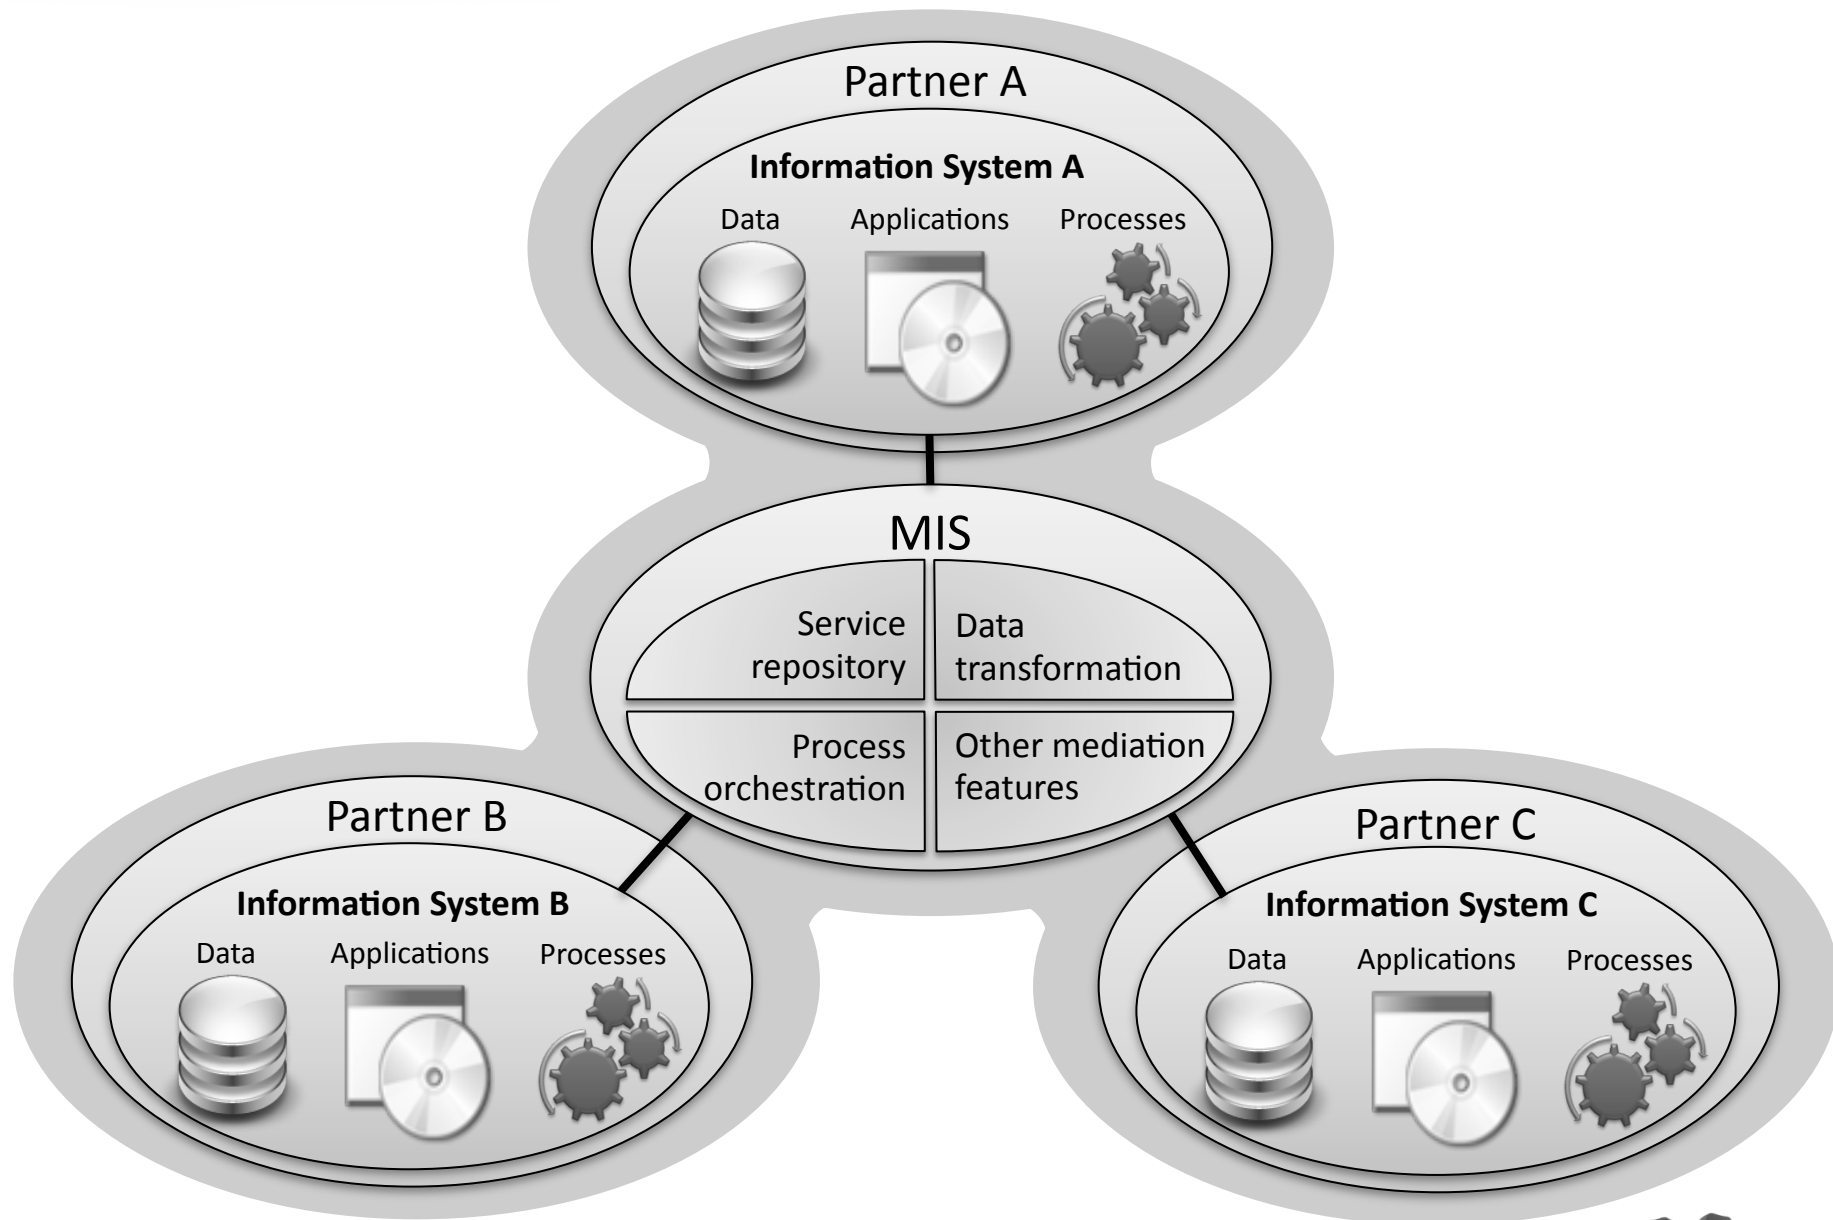 Partner A
Information System A
Data Applications Processes
MIS
Service
repository
Data
transformation
Process
orchestration
Other mediation
features
Partner B
Information System B
Data Applications Processes
Partner C
Information System C
Data Applications Processes